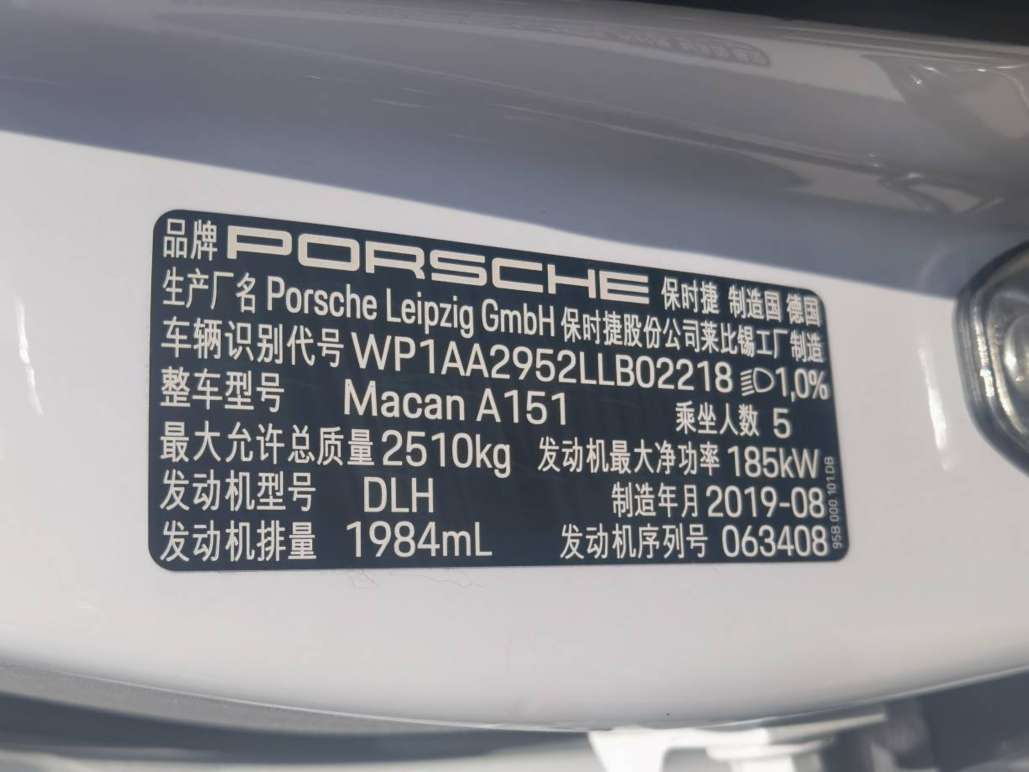 品牌 PORSCHE 保时捷 制造国 德国
生产厂名 Porsche Leipzig GmbH 保时捷股份公司莱比锡工厂制造
车辆识别代号 WP1AA2952LLB02218 1,0%
整车型号 Macan A151 乘坐人数 5
最大允许总质量 2510kg 发动机最大净功率 185kW
发动机型号 DLH 制造年月 2019-08
发动机排量 1984mL 发动机序列号 063408
95B.000.101.DB